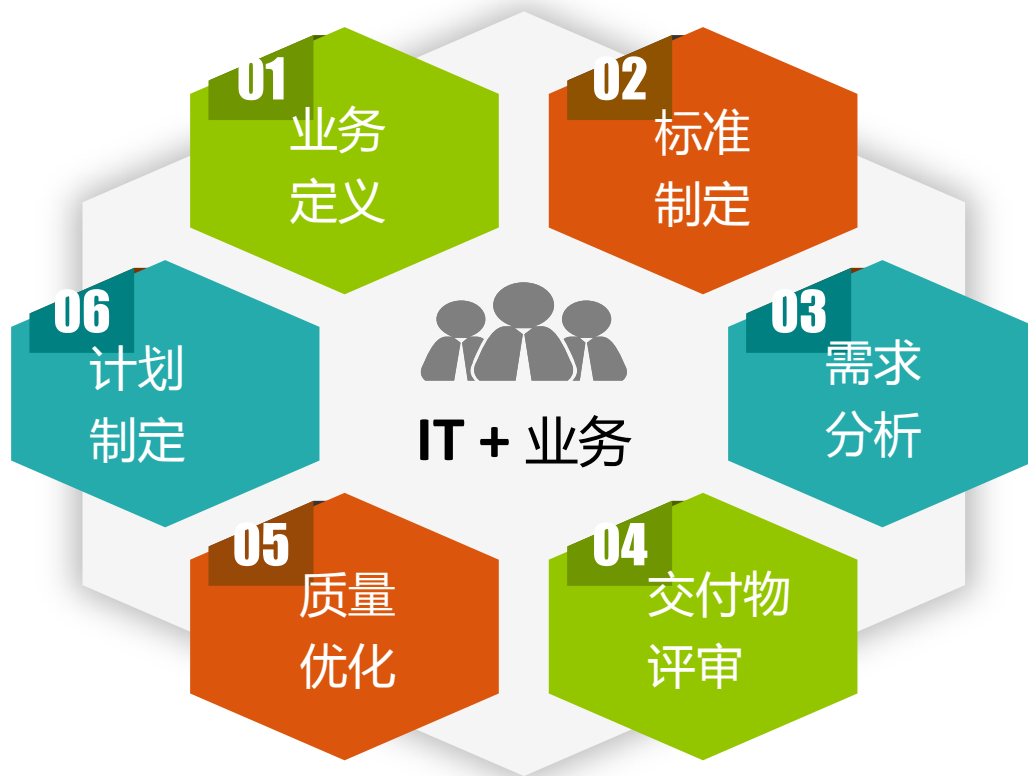 01
业务
定义
02
标准
制定
03
需求
分析
04
交付物
评审
05
质量
优化
06
计划
制定
IT + 业务